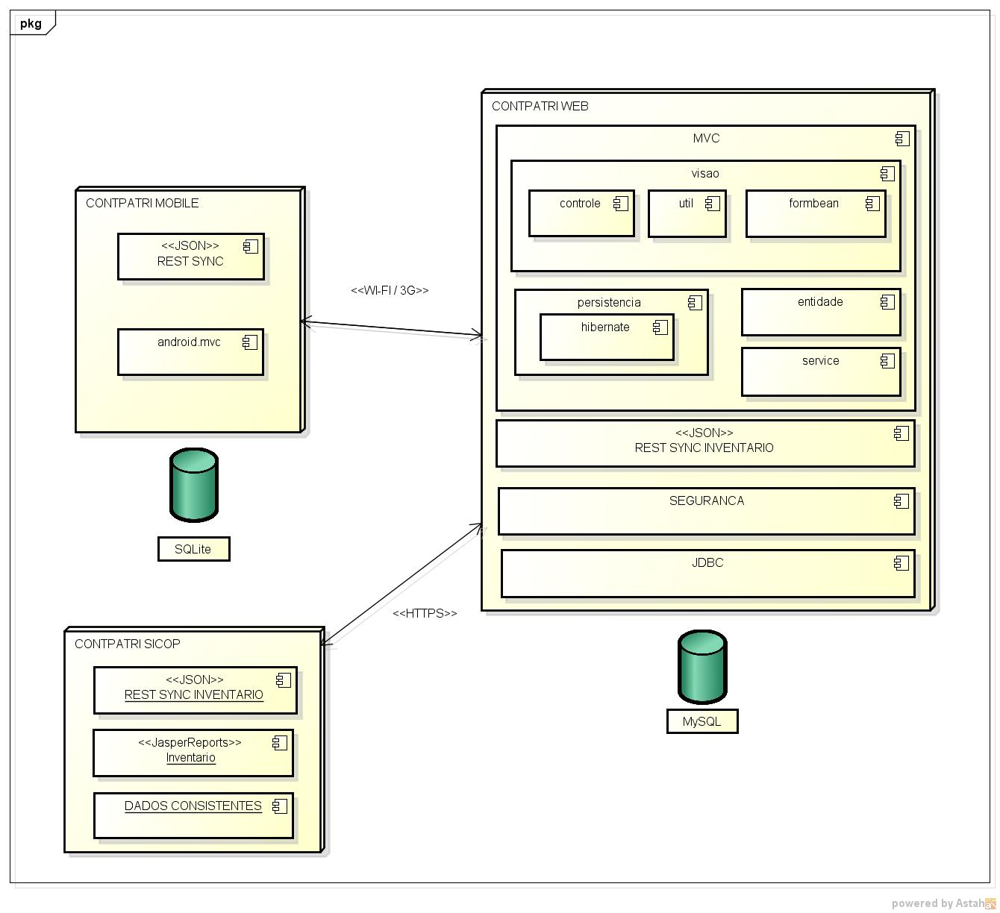 pkg
CONTPATRI WEB
MVC
visao
controle
util
formbean
persistencia
hibernate
entidade
service
<<JSON>>
REST SYNC INVENTARIO
SEGURANCA
JDBC
MySQL
CONTPATRI MOBILE
<<JSON>>
REST SYNC
android.mvc
SQLite
<<WI-FI / 3G>>
<<HTTPS>>
CONTPATRI SICOP
<<JSON>>
REST SYNC INVENTARIO
<<JasperReports>>
Inventario
DADOS CONSISTENTES
powered by Astah